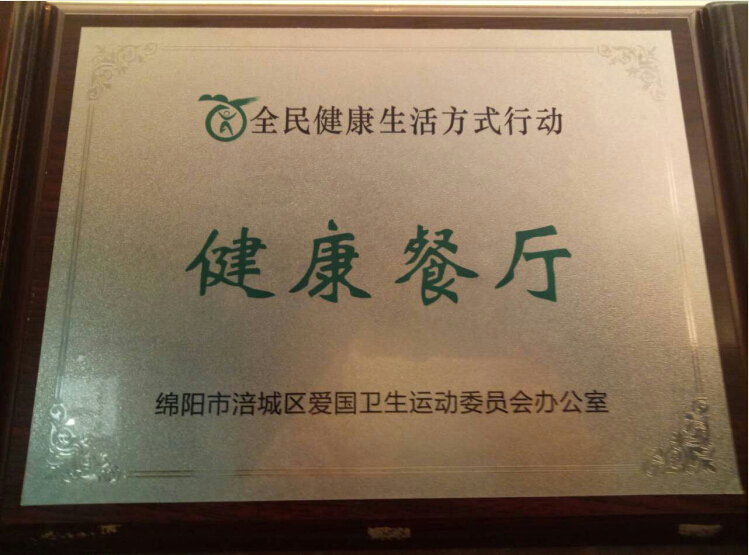 全民健康生活方式行动
健康餐厅
绵阳市涪城区爱国卫生运动委员会办公室